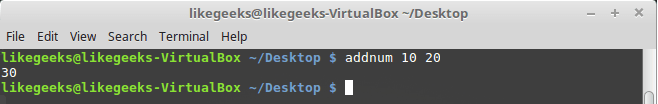 likegeeks@likegeeks-VirtualBox ~/Desktop
File Edit View Search Terminal Help
likegeeks@likegeeks-VirtualBox ~/Desktop $ addnum 10 20
30
likegeeks@likegeeks-VirtualBox ~/Desktop $